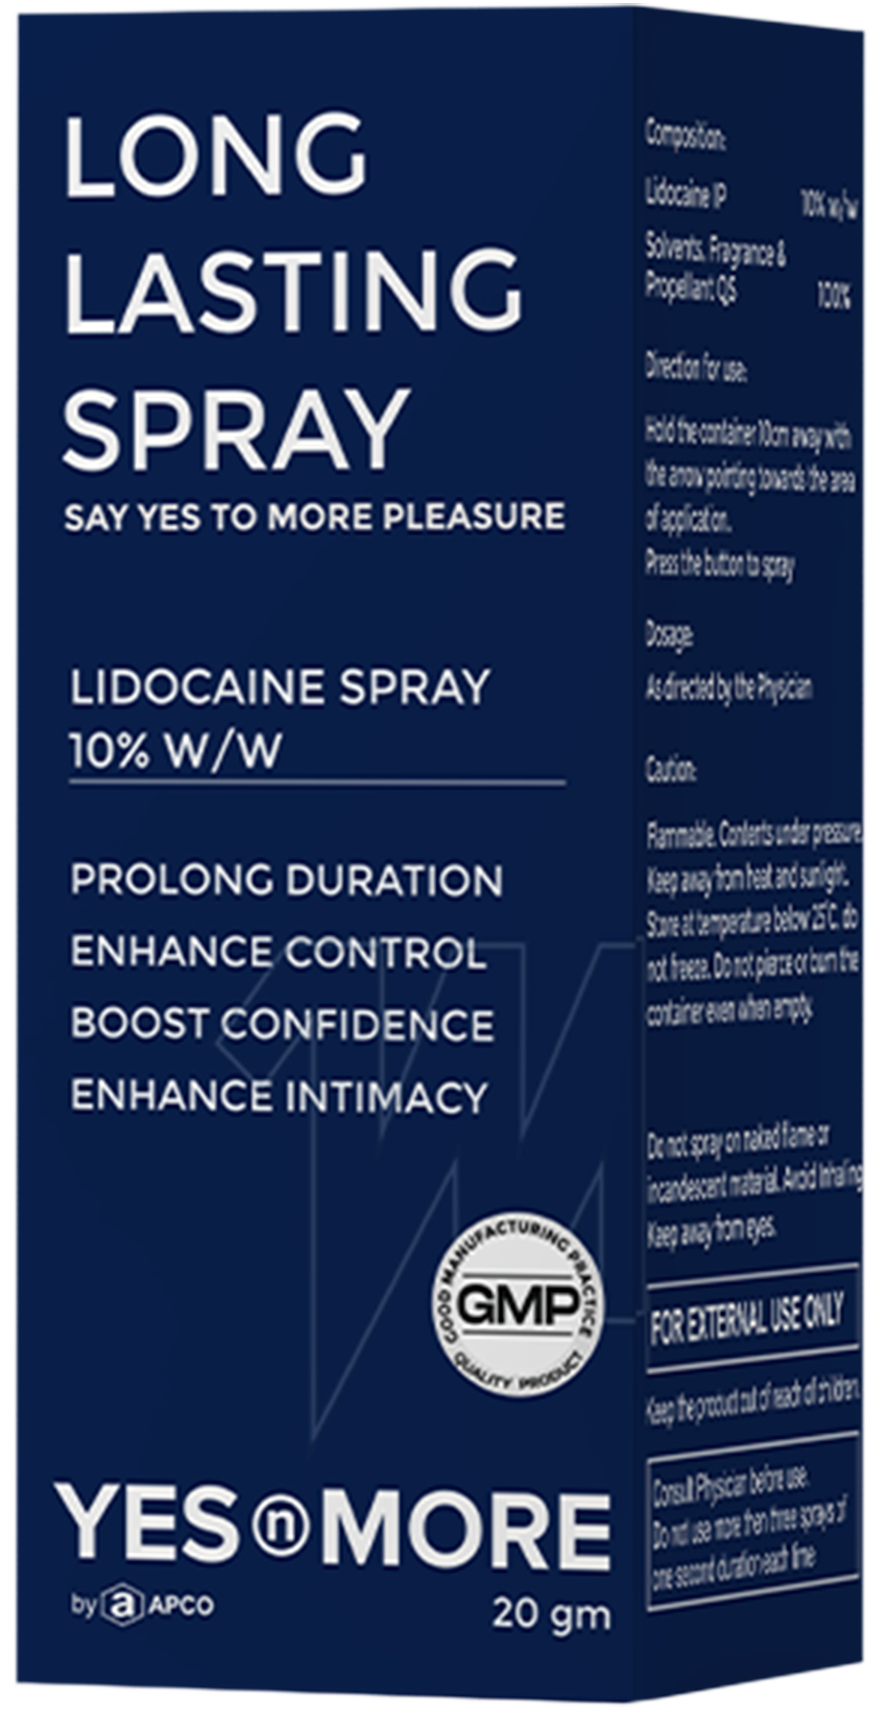 LONG
LASTING
SPRAY
SAY YES TO MORE PLEASURE
LIDOCAINE SPRAY
10% W/W
PROLONG DURATION
ENHANCE CONTROL
BOOST CONFIDENCE
ENHANCE INTIMACY
GOOD MANUFACTURING PRACTICE
GMP
QUALITY PRODUCT
YES n MORE
by a APCO
20 gm
Composition:
Lidocaine IP 10% w/w
Solvents, Fragrance &
Propellant QS 100%
Direction for use:
Hold the container 10cm away with
the arrow pointing towards the area
of application.
Press the button to spray
Dosage:
As directed by the Physician
Caution:
Flammable. Contents under pressure.
Keep away from heat and sunlight.
Store at temperature below 25°C. do
not freeze. Do not pierce or burn the
container even when empty.
Do not spray on naked flame or
incandescent material. Avoid Inhaling
Keep away from eyes.
FOR EXTERNAL USE ONLY
Keep the product out of reach of children.
Consult Physician before use.
Do not use more then three sprays of
one second duration each time